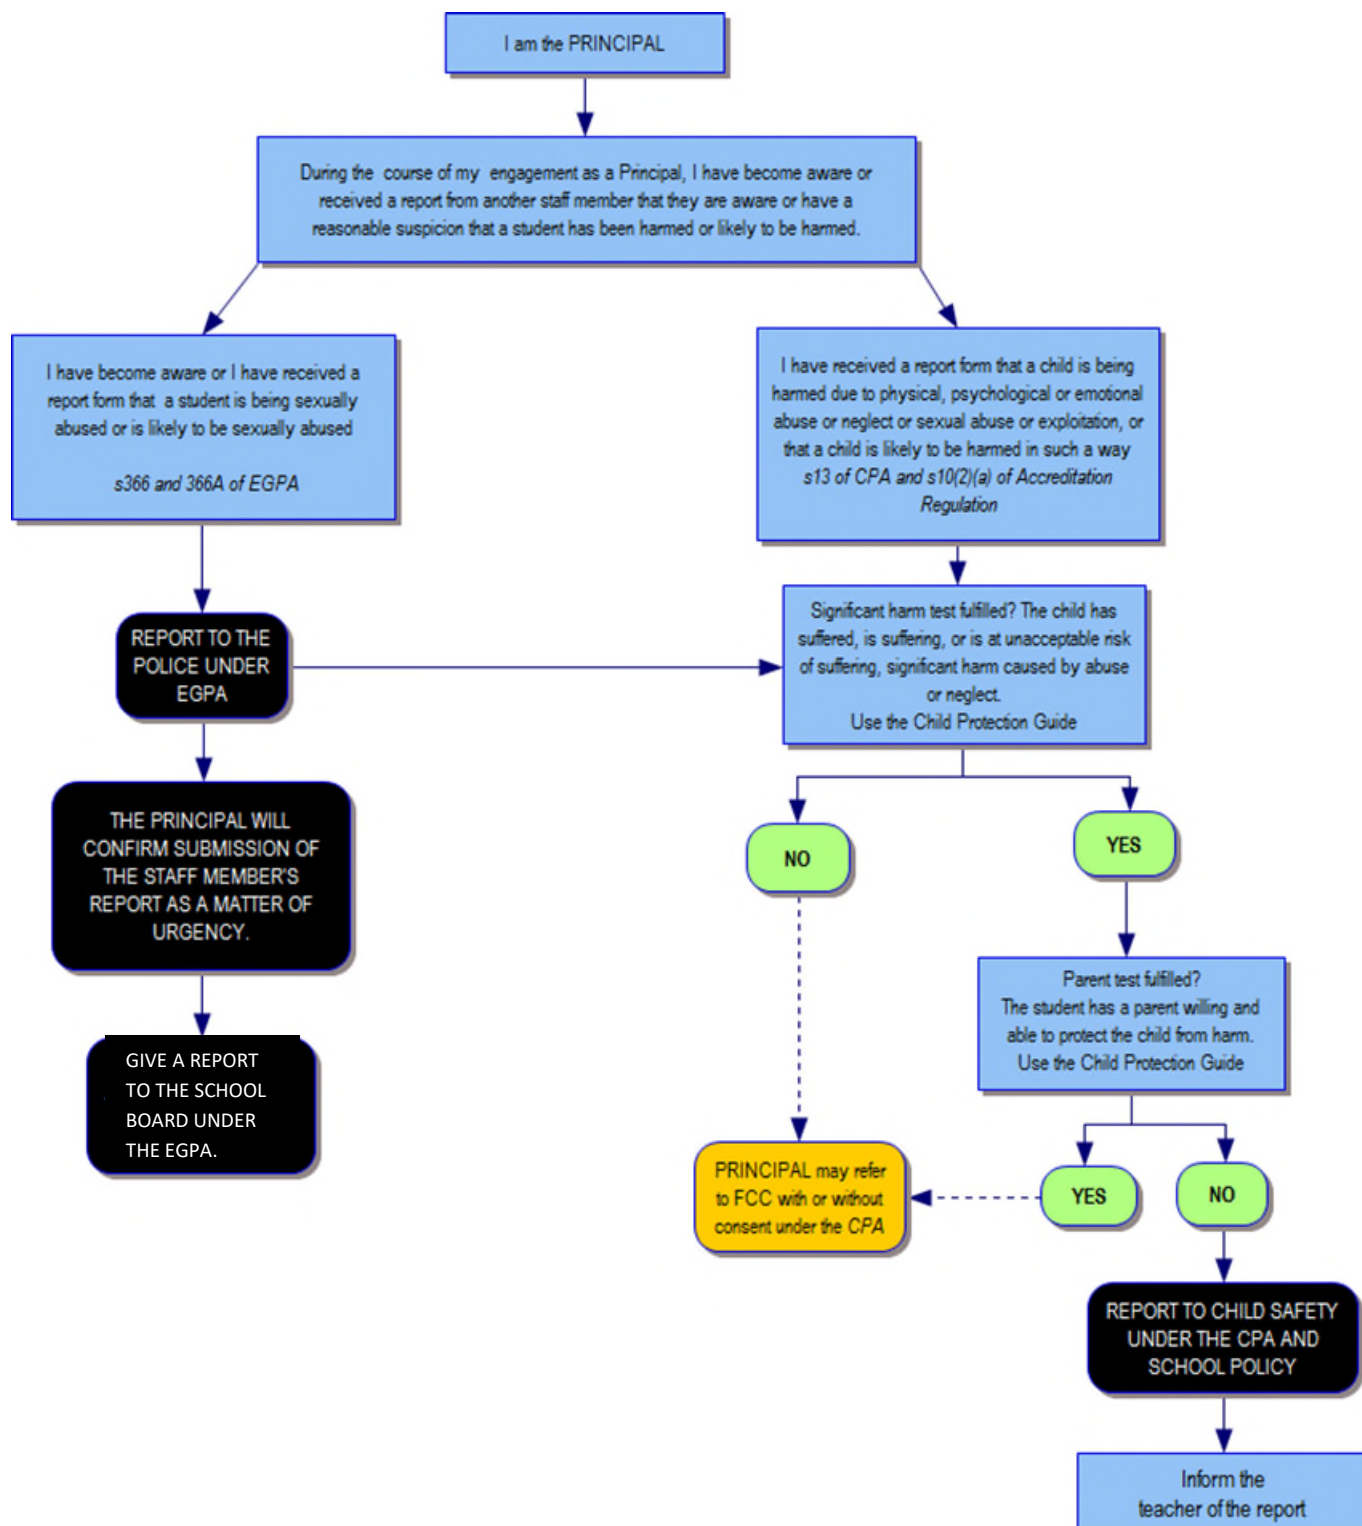 I am the PRINCIPAL
During the course of my engagement as a Principal, I have become aware or
received a report from another staff member that they are aware or have a
reasonable suspicion that a student has been harmed or likely to be harmed.
I have become aware or I have received a
report form that a student is being sexually
abused or is likely to be sexually abused
s366 and 366A of EGPA
I have received a report form that a child is being
harmed due to physical, psychological or emotional
abuse or neglect or sexual abuse or exploitation, or
that a child is likely to be harmed in such a way
s13 of CPA and s10(2)(a) of Accreditation
Regulation
REPORT TO THE
POLICE UNDER
EGPA
Significant harm test fulfilled? The child has
suffered, is suffering, or is at unacceptable risk
of suffering, significant harm caused by abuse
or neglect.
Use the Child Protection Guide
THE PRINCIPAL WILL
CONFIRM SUBMISSION OF
THE STAFF MEMBER'S
REPORT AS A MATTER OF
URGENCY.
NO
YES
Parent test fulfilled?
The student has a parent willing and
able to protect the child from harm.
Use the Child Protection Guide
GIVE A REPORT
TO THE SCHOOL
BOARD UNDER
THE EGPA.
PRINCIPAL may refer
to FCC with or without
consent under the CPA
YES
NO
REPORT TO CHILD SAFETY
UNDER THE CPA AND
SCHOOL POLICY
Inform the
teacher of the report